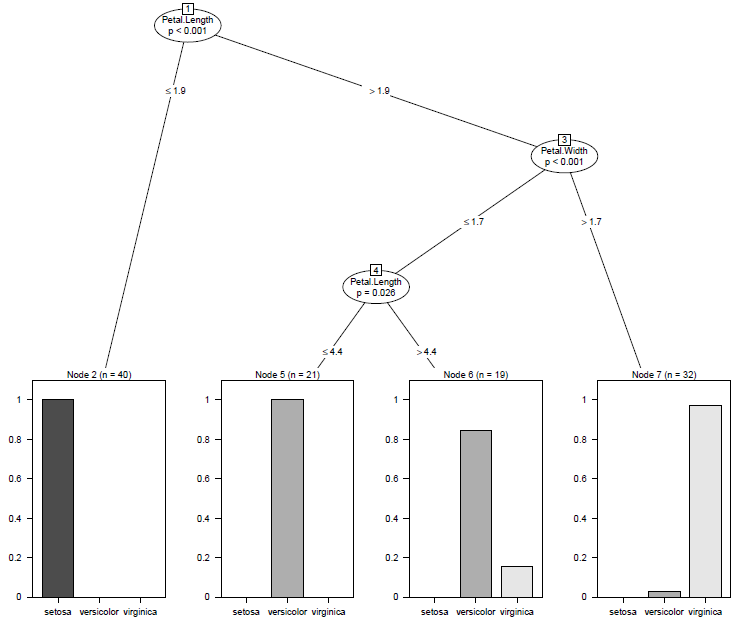 1
Petal.Length
p < 0.001
≤ 1.9
> 1.9
3
Petal.Width
p < 0.001
≤ 1.7
> 1.7
4
Petal.Length
p = 0.026
≤ 4.4
> 4.4
Node 2 (n = 40)
1
0.8
0.6
0.4
0.2
0
setosa versicolor virginica
Node 5 (n = 21)
1
0.8
0.6
0.4
0.2
0
setosa versicolor virginica
Node 6 (n = 19)
1
0.8
0.6
0.4
0.2
0
setosa versicolor virginica
Node 7 (n = 32)
1
0.8
0.6
0.4
0.2
0
setosa versicolor virginica